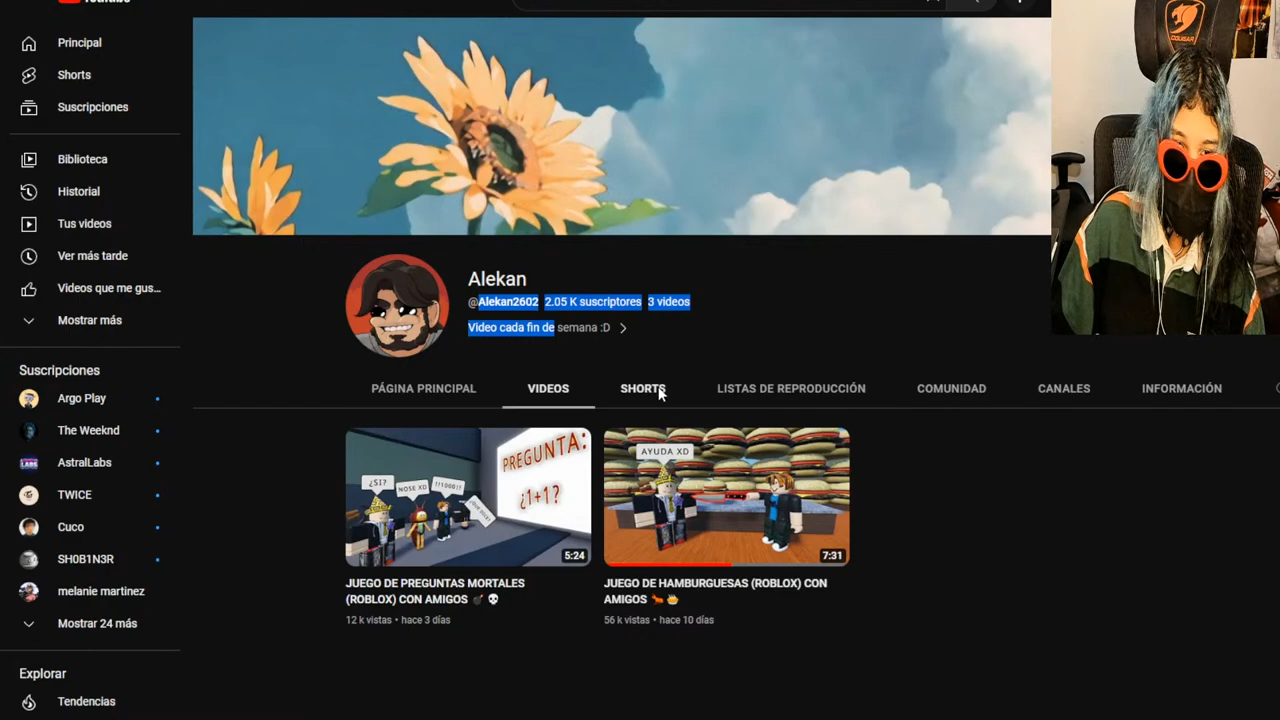 YouTube
Principal
Shorts
Suscripciones
Biblioteca
Historial
Tus videos
Ver más tarde
Videos que me gus...
Mostrar más
Suscripciones
Argo Play
The Weeknd
AstralLabs
TWICE
Cuco
SH0B1N3R
melanie martinez
Mostrar 24 más
Explorar
Tendencias
COUGAR
Alekan
@Alekan2602 2.05 K suscriptores 3 videos
Video cada fin de semana :D
PÁGINA PRINCIPAL VIDEOS SHORTS LISTAS DE REPRODUCCIÓN COMUNIDAD CANALES INFORMACIÓN
PREGUNTA:
¿1+1?
¿SI?
NOSE XD
!!1000!!
5:24
JUEGO DE PREGUNTAS MORTALES
(ROBLOX) CON AMIGOS 💣 💀
12 k vistas • hace 3 días
AYUDA XD
7:31
JUEGO DE HAMBURGUESAS (ROBLOX) CON
AMIGOS
56 k vistas • hace 10 días